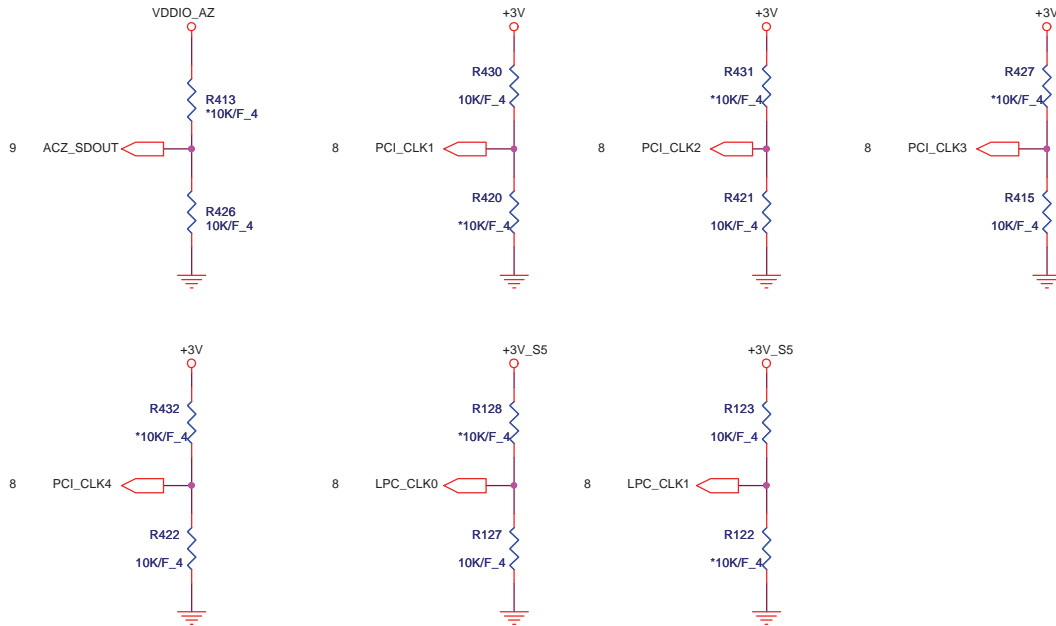 VDDIO_AZ
R413
*10K/F_4
9 ACZ_SDOUT
R426
10K/F_4
+3V
R430
10K/F_4
8 PCI_CLK1
R420
*10K/F_4
+3V
R431
*10K/F_4
8 PCI_CLK2
R421
10K/F_4
+3V
R427
*10K/F_4
8 PCI_CLK3
R415
10K/F_4
+3V
R432
*10K/F_4
8 PCI_CLK4
R422
10K/F_4
+3V_S5
R128
*10K/F_4
8 LPC_CLK0
R127
10K/F_4
+3V_S5
R123
10K/F_4
8 LPC_CLK1
R122
*10K/F_4